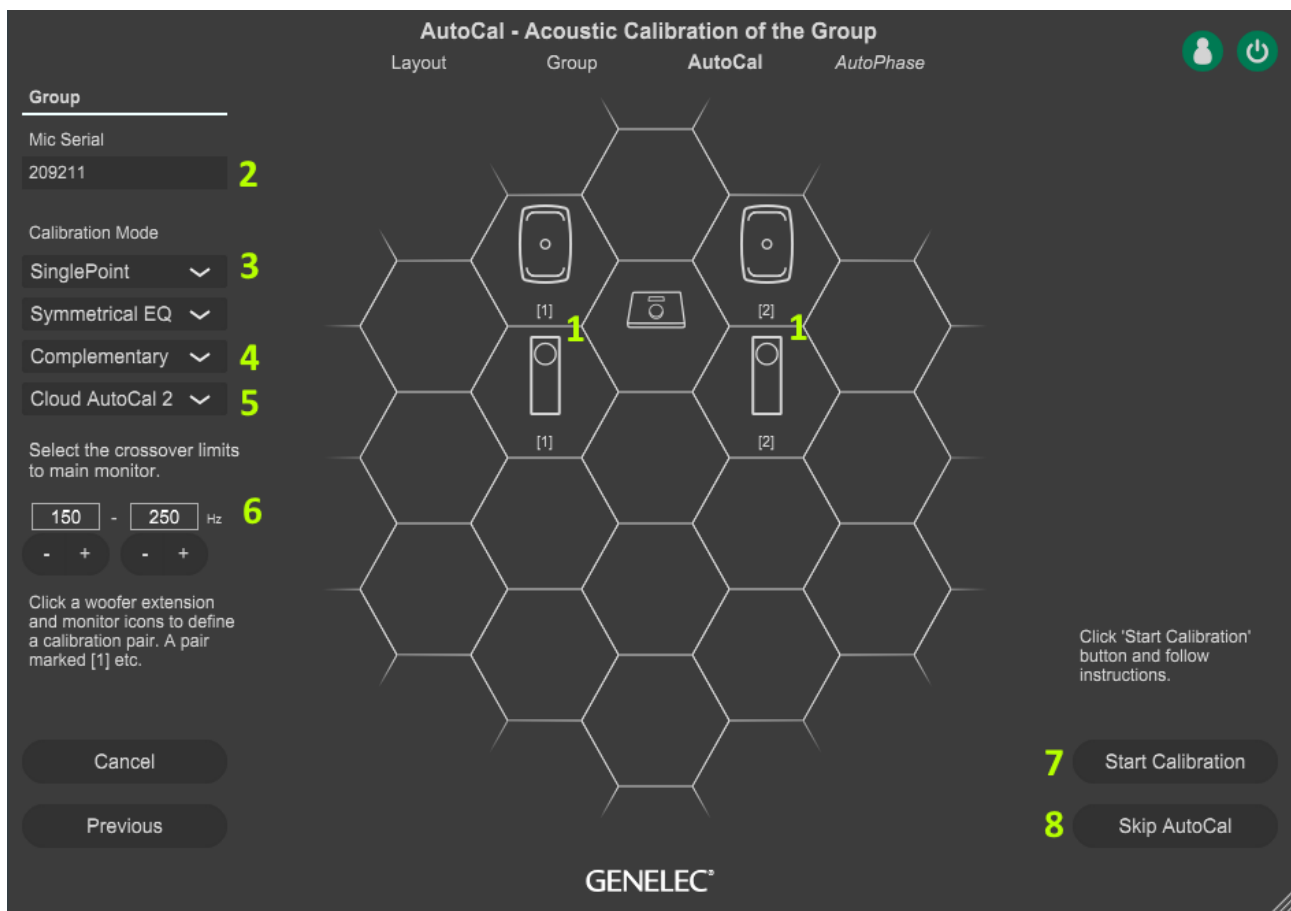 AutoCal - Acoustic Calibration of the Group
Layout Group AutoCal AutoPhase
Group
Mic Serial
209211 2
Calibration Mode
SinglePoint 3
Symmetrical EQ
Complementary 4
Cloud AutoCal 2 5
Select the crossover limits
to main monitor.
150 - 250 Hz 6
- + - +
Click a woofer extension
and monitor icons to define
a calibration pair. A pair
marked [1] etc.
Cancel
Previous
[1] 1 [2] 1
[1] [2]
Click 'Start Calibration'
button and follow
instructions.
7 Start Calibration
8 Skip AutoCal
GENELEC®